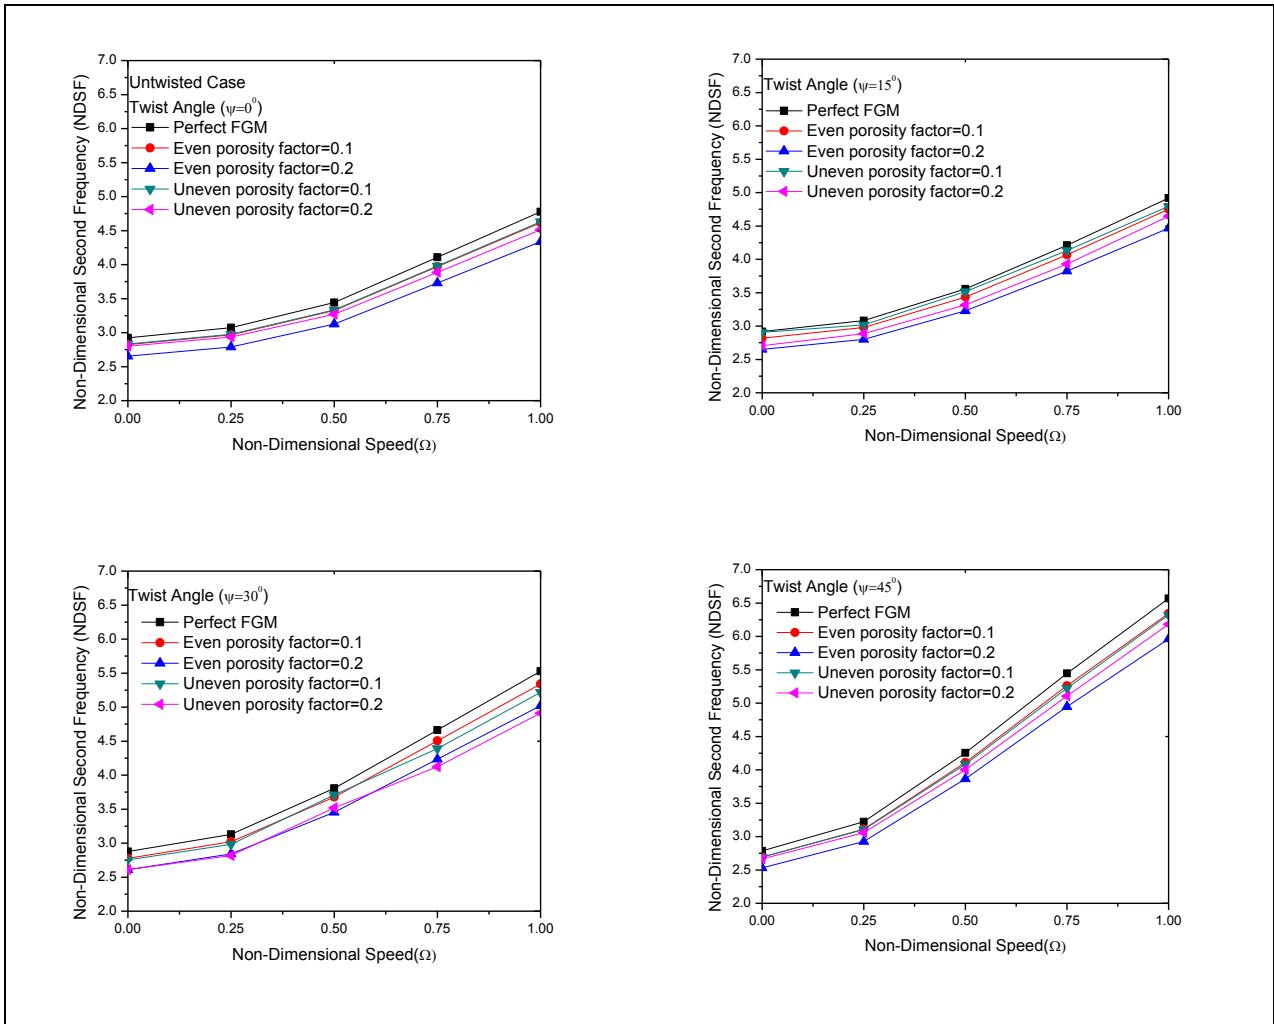 Untwisted Case
Twist Angle (ψ=0⁰)
Perfect FGM
Even porosity factor=0.1
Even porosity factor=0.2
Uneven porosity factor=0.1
Uneven porosity factor=0.2
Non-Dimensional Second Frequency (NDSF)
7.0
6.5
6.0
5.5
5.0
4.5
4.0
3.5
3.0
2.5
2.0
0.00 0.25 0.50 0.75 1.00
Non-Dimensional Speed(Ω)
Twist Angle (ψ=15⁰)
Perfect FGM
Even porosity factor=0.1
Even porosity factor=0.2
Uneven porosity factor=0.1
Uneven porosity factor=0.2
Non-Dimensional Second Frequency (NDSF)
7.0
6.5
6.0
5.5
5.0
4.5
4.0
3.5
3.0
2.5
2.0
0.00 0.25 0.50 0.75 1.00
Non-Dimensional Speed(Ω)
Twist Angle (ψ=30⁰)
Perfect FGM
Even porosity factor=0.1
Even porosity factor=0.2
Uneven porosity factor=0.1
Uneven porosity factor=0.2
Non-Dimensional Second Frequency (NDSF)
7.0
6.5
6.0
5.5
5.0
4.5
4.0
3.5
3.0
2.5
2.0
0.00 0.25 0.50 0.75 1.00
Non-Dimensional Speed(Ω)
Twist Angle (ψ=45⁰)
Perfect FGM
Even porosity factor=0.1
Even porosity factor=0.2
Uneven porosity factor=0.1
Uneven porosity factor=0.2
Non-Dimensional Second Frequency (NDSF)
7.0
6.5
6.0
5.5
5.0
4.5
4.0
3.5
3.0
2.5
2.0
0.00 0.25 0.50 0.75 1.00
Non-Dimensional Speed(Ω)